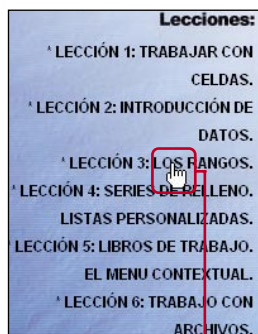 Lecciones:
* LECCIÓN 1: TRABAJAR CON
CELDAS.
* LECCIÓN 2: INTRODUCCIÓN DE
DATOS.
* LECCIÓN 3: LOS RANGOS.
* LECCIÓN 4: SERIES DE RELLENO.
LISTAS PERSONALIZADAS.
LECCIÓN 5: LIBROS DE TRABAJO.
EL MENU CONTEXTUAL.
* LECCIÓN 6: TRABAJO CON
ARCHIVOS.